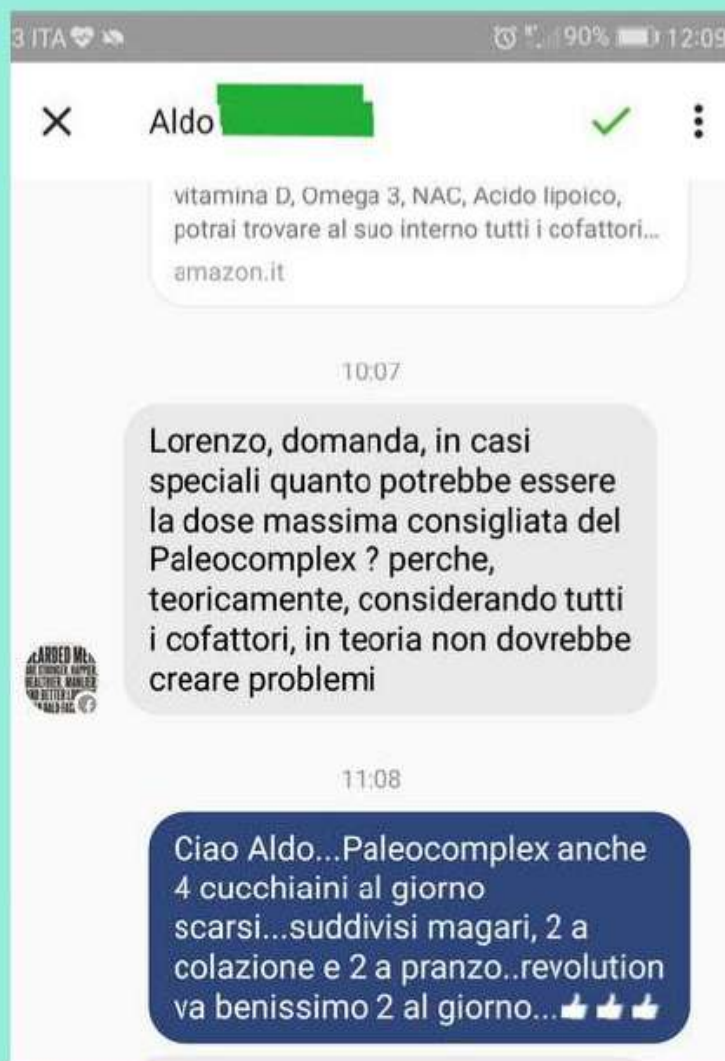 3 ITA 90% 12:09
Aldo
vitamina D, Omega 3, NAC, Acido lipoico,
potrai trovare al suo interno tutti i cofattori...
amazon.it
10:07
Lorenzo, domanda, in casi
speciali quanto potrebbe essere
la dose massima consigliata del
Paleocomplex ? perche,
teoricamente, considerando tutti
i cofattori, in teoria non dovrebbe
creare problemi
11:08
Ciao Aldo...Paleocomplex anche
4 cucchiaini al giorno
scarsi...suddivisi magari, 2 a
colazione e 2 a pranzo..revolution
va benissimo 2 al giorno...